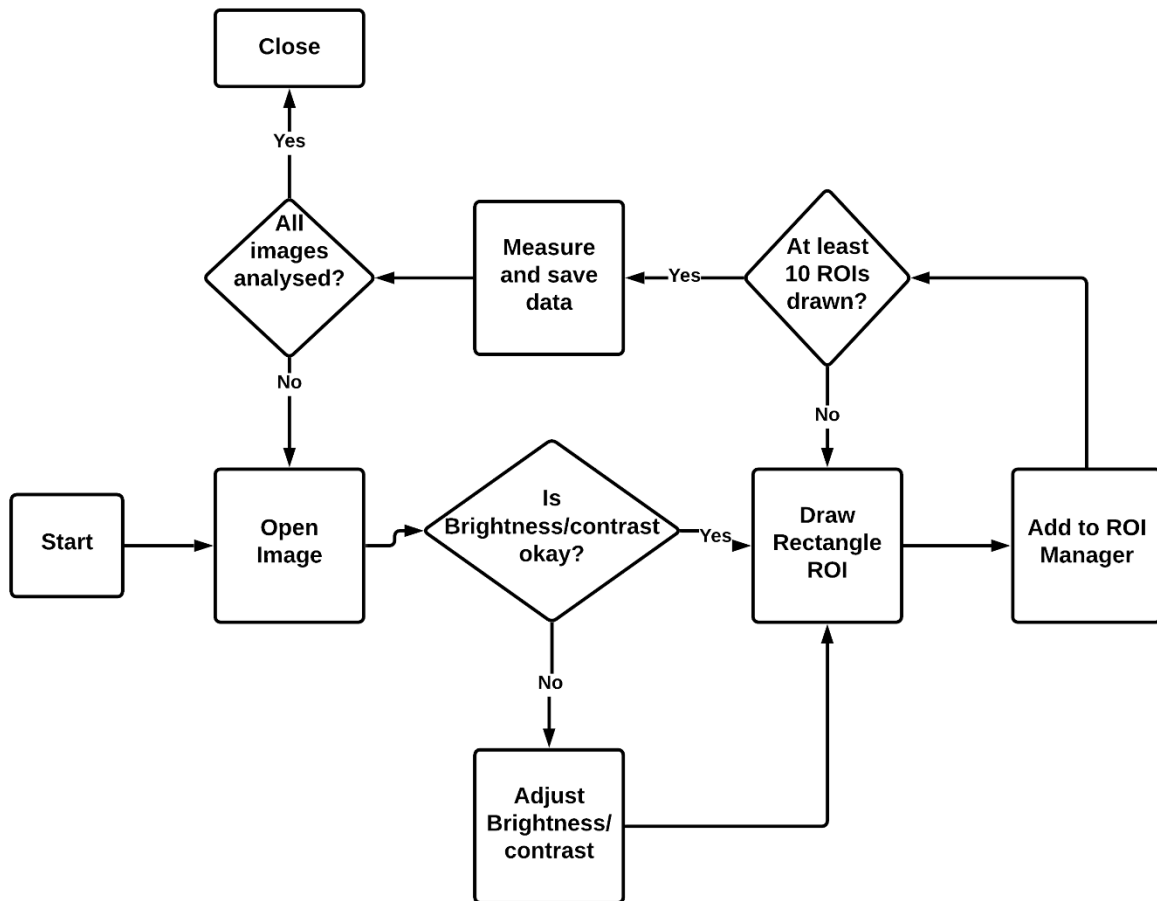 Close
Yes
All
images
analysed?
Measure
and save
data
Yes
At least
10 ROIs
drawn?
No
No
Start
Open
Image
Is
Brightness/contrast
okay?
Yes
Draw
Rectangle
ROI
Add to ROI
Manager
No
Adjust
Brightness/
contrast